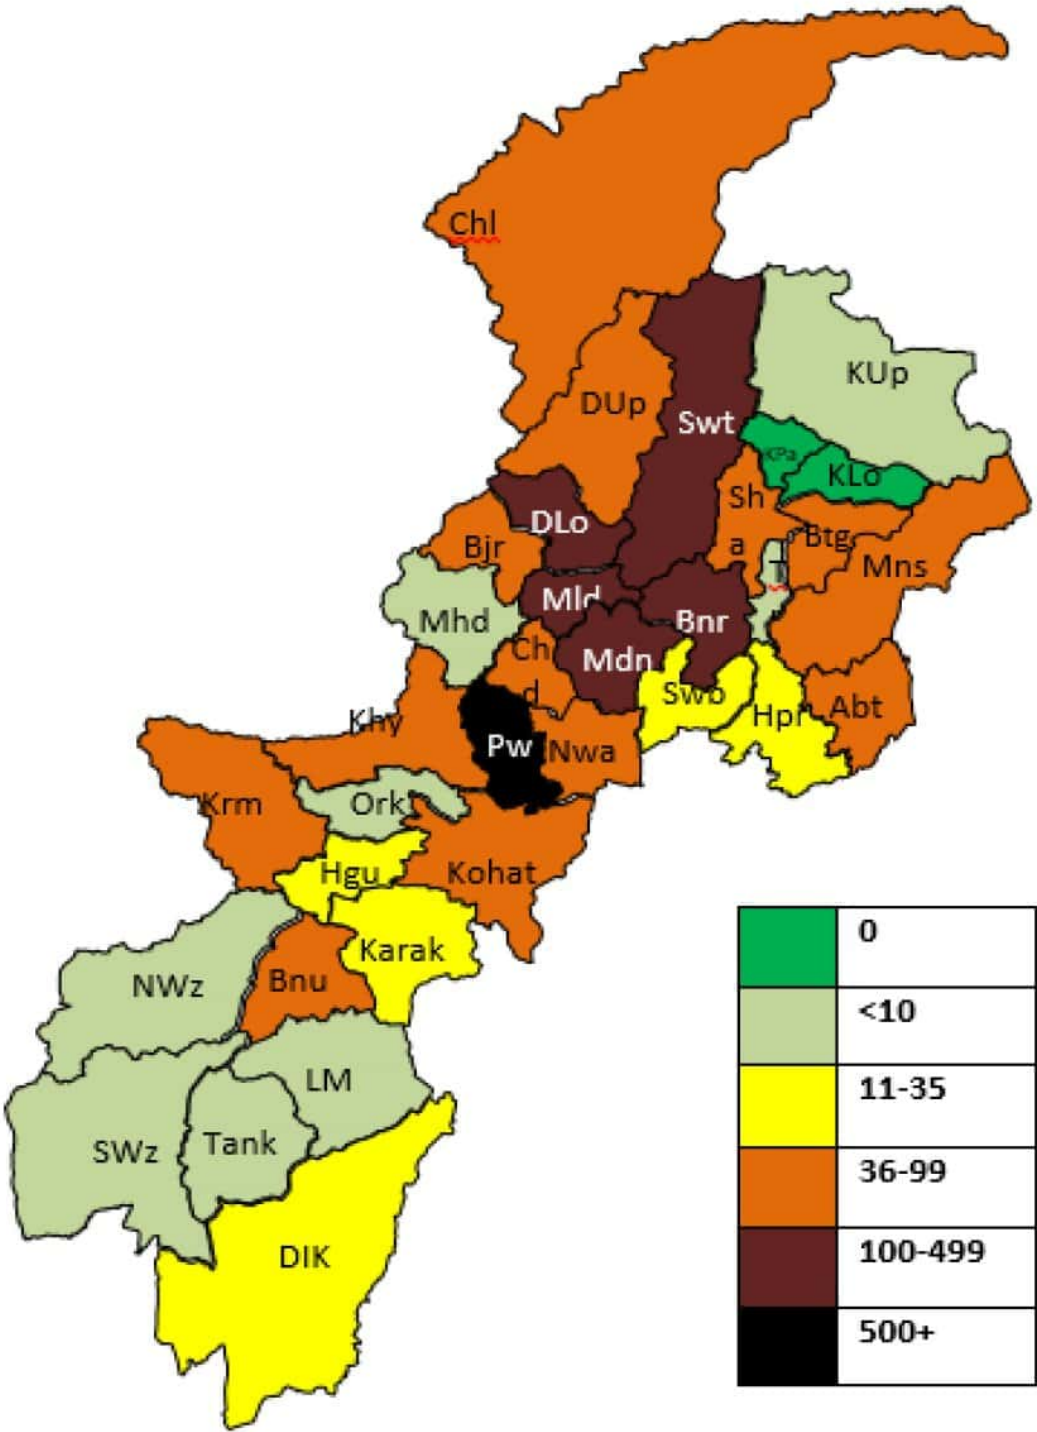 Chl
KUp
DUp
Swt
KPa
KLo
Sh
a
DLo
Btg
Bjr
T
Mns
Mld
Mhd
Bnr
Ch
d
Mdn
Swb
Hpr
Abt
Khy
Pw
Nwa
Krm
Ork
Hgu
Kohat
Karak
NWz
Bnu
LM
SWz
Tank
DIK
0
<10
11-35
36-99
100-499
500+